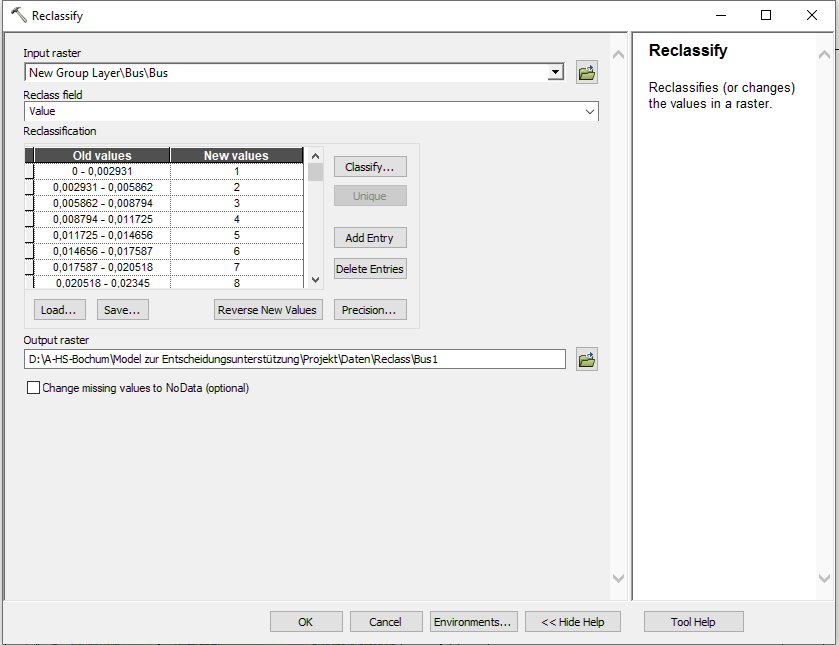 Reclassify
Input raster
New Group Layer\Bus\Bus
Reclass field
Value
Reclassification
Old values New values
0 - 0,002931 1
0,002931 - 0,005862 2
0,005862 - 0,008794 3
0,008794 - 0,011725 4
0,011725 - 0,014656 5
0,014656 - 0,017587 6
0,017587 - 0,020518 7
0,020518 - 0,02345 8
Classify...
Unique
Add Entry
Delete Entries
Load... Save... Reverse New Values Precision...
Output raster
D:\A-HS-Bochum\Model zur Entscheidungsunterstützung\Projekt\Daten\Reclass\Bus1
Change missing values to NoData (optional)
Reclassify
Reclassifies (or changes)
the values in a raster.
OK Cancel Environments... << Hide Help Tool Help